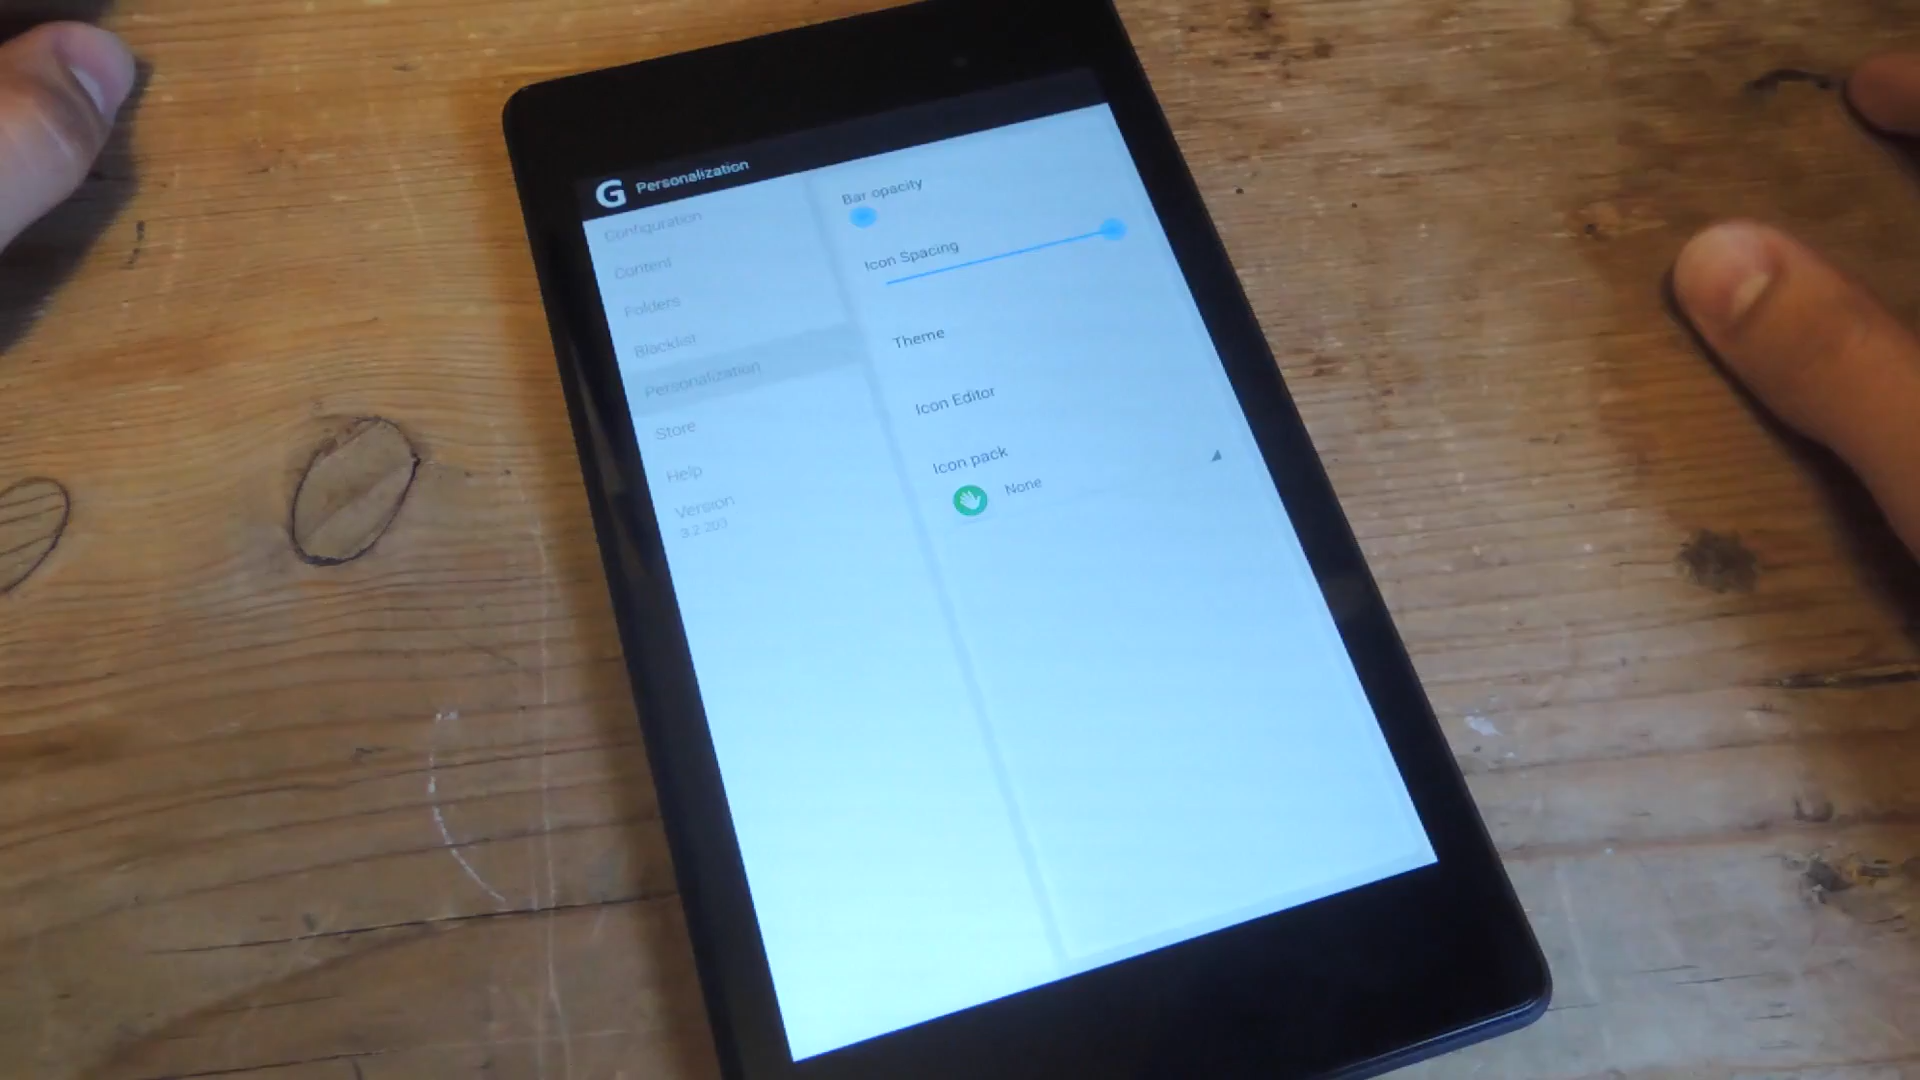 G Personalization
Configuration
Content
Folders
Blacklist
Personalization
Store
Help
Version
3.2.203
Bar opacity
Icon Spacing
Theme
Icon Editor
Icon pack
None